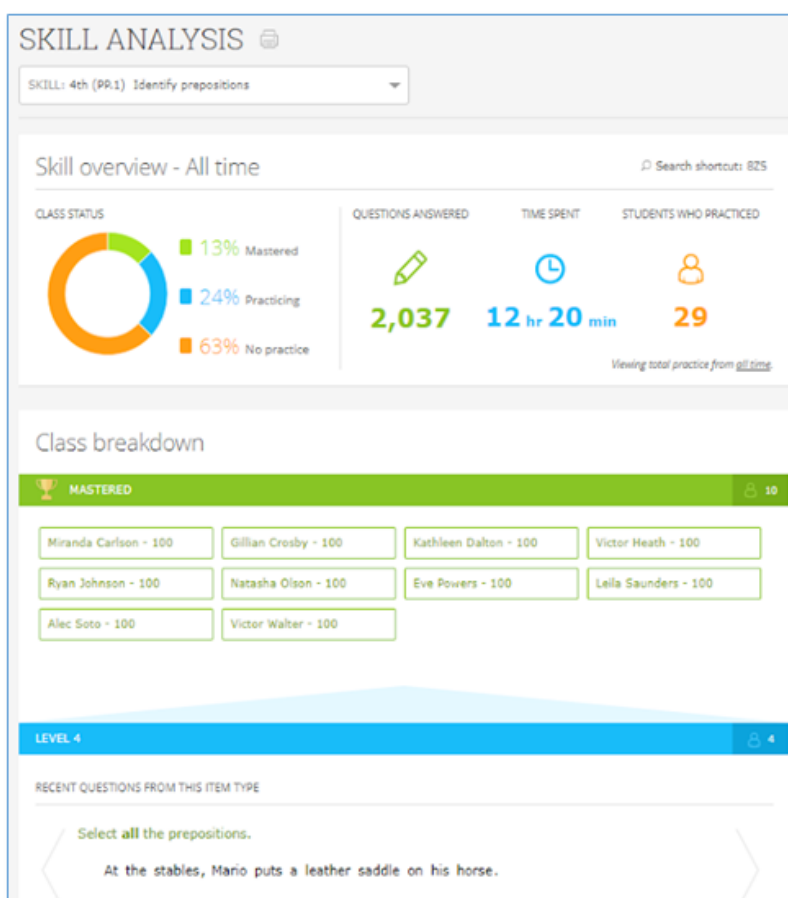 SKILL ANALYSIS
SKILL: 4th (PP.1) Identify prepositions
Skill overview - All time
Search shortcut: 8Z5
CLASS STATUS
QUESTIONS ANSWERED
TIME SPENT
STUDENTS WHO PRACTICED
13% Mastered
24% Practicing
63% No practice
2,037
12 hr 20 min
29
Viewing total practice from all time.
Class breakdown
MASTERED
10
Miranda Carlson - 100
Gillian Crosby - 100
Kathleen Dalton - 100
Victor Heath - 100
Ryan Johnson - 100
Natasha Olson - 100
Eve Powers - 100
Leila Saunders - 100
Alec Soto - 100
Victor Walter - 100
LEVEL 4
4
RECENT QUESTIONS FROM THIS ITEM TYPE
Select all the prepositions.
At the stables, Mario puts a leather saddle on his horse.